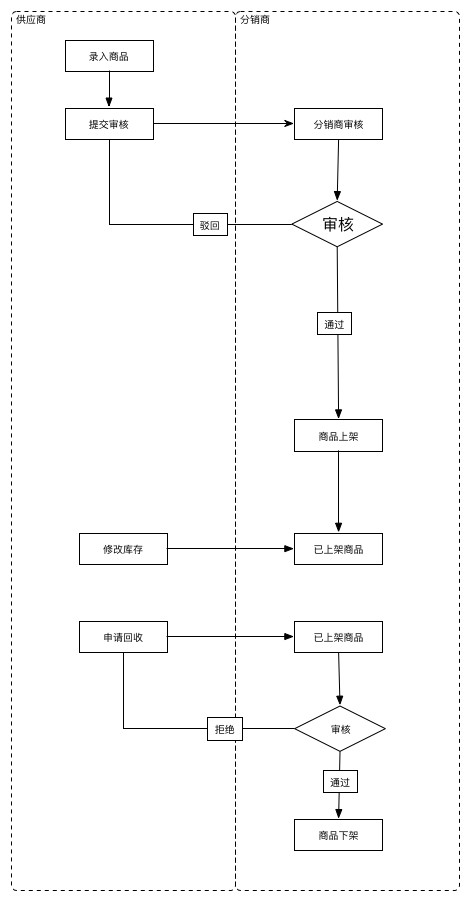 供应商
分销商
录入商品
提交审核
分销商审核
驳回
审核
通过
商品上架
修改库存
已上架商品
申请回收
已上架商品
拒绝
审核
通过
商品下架